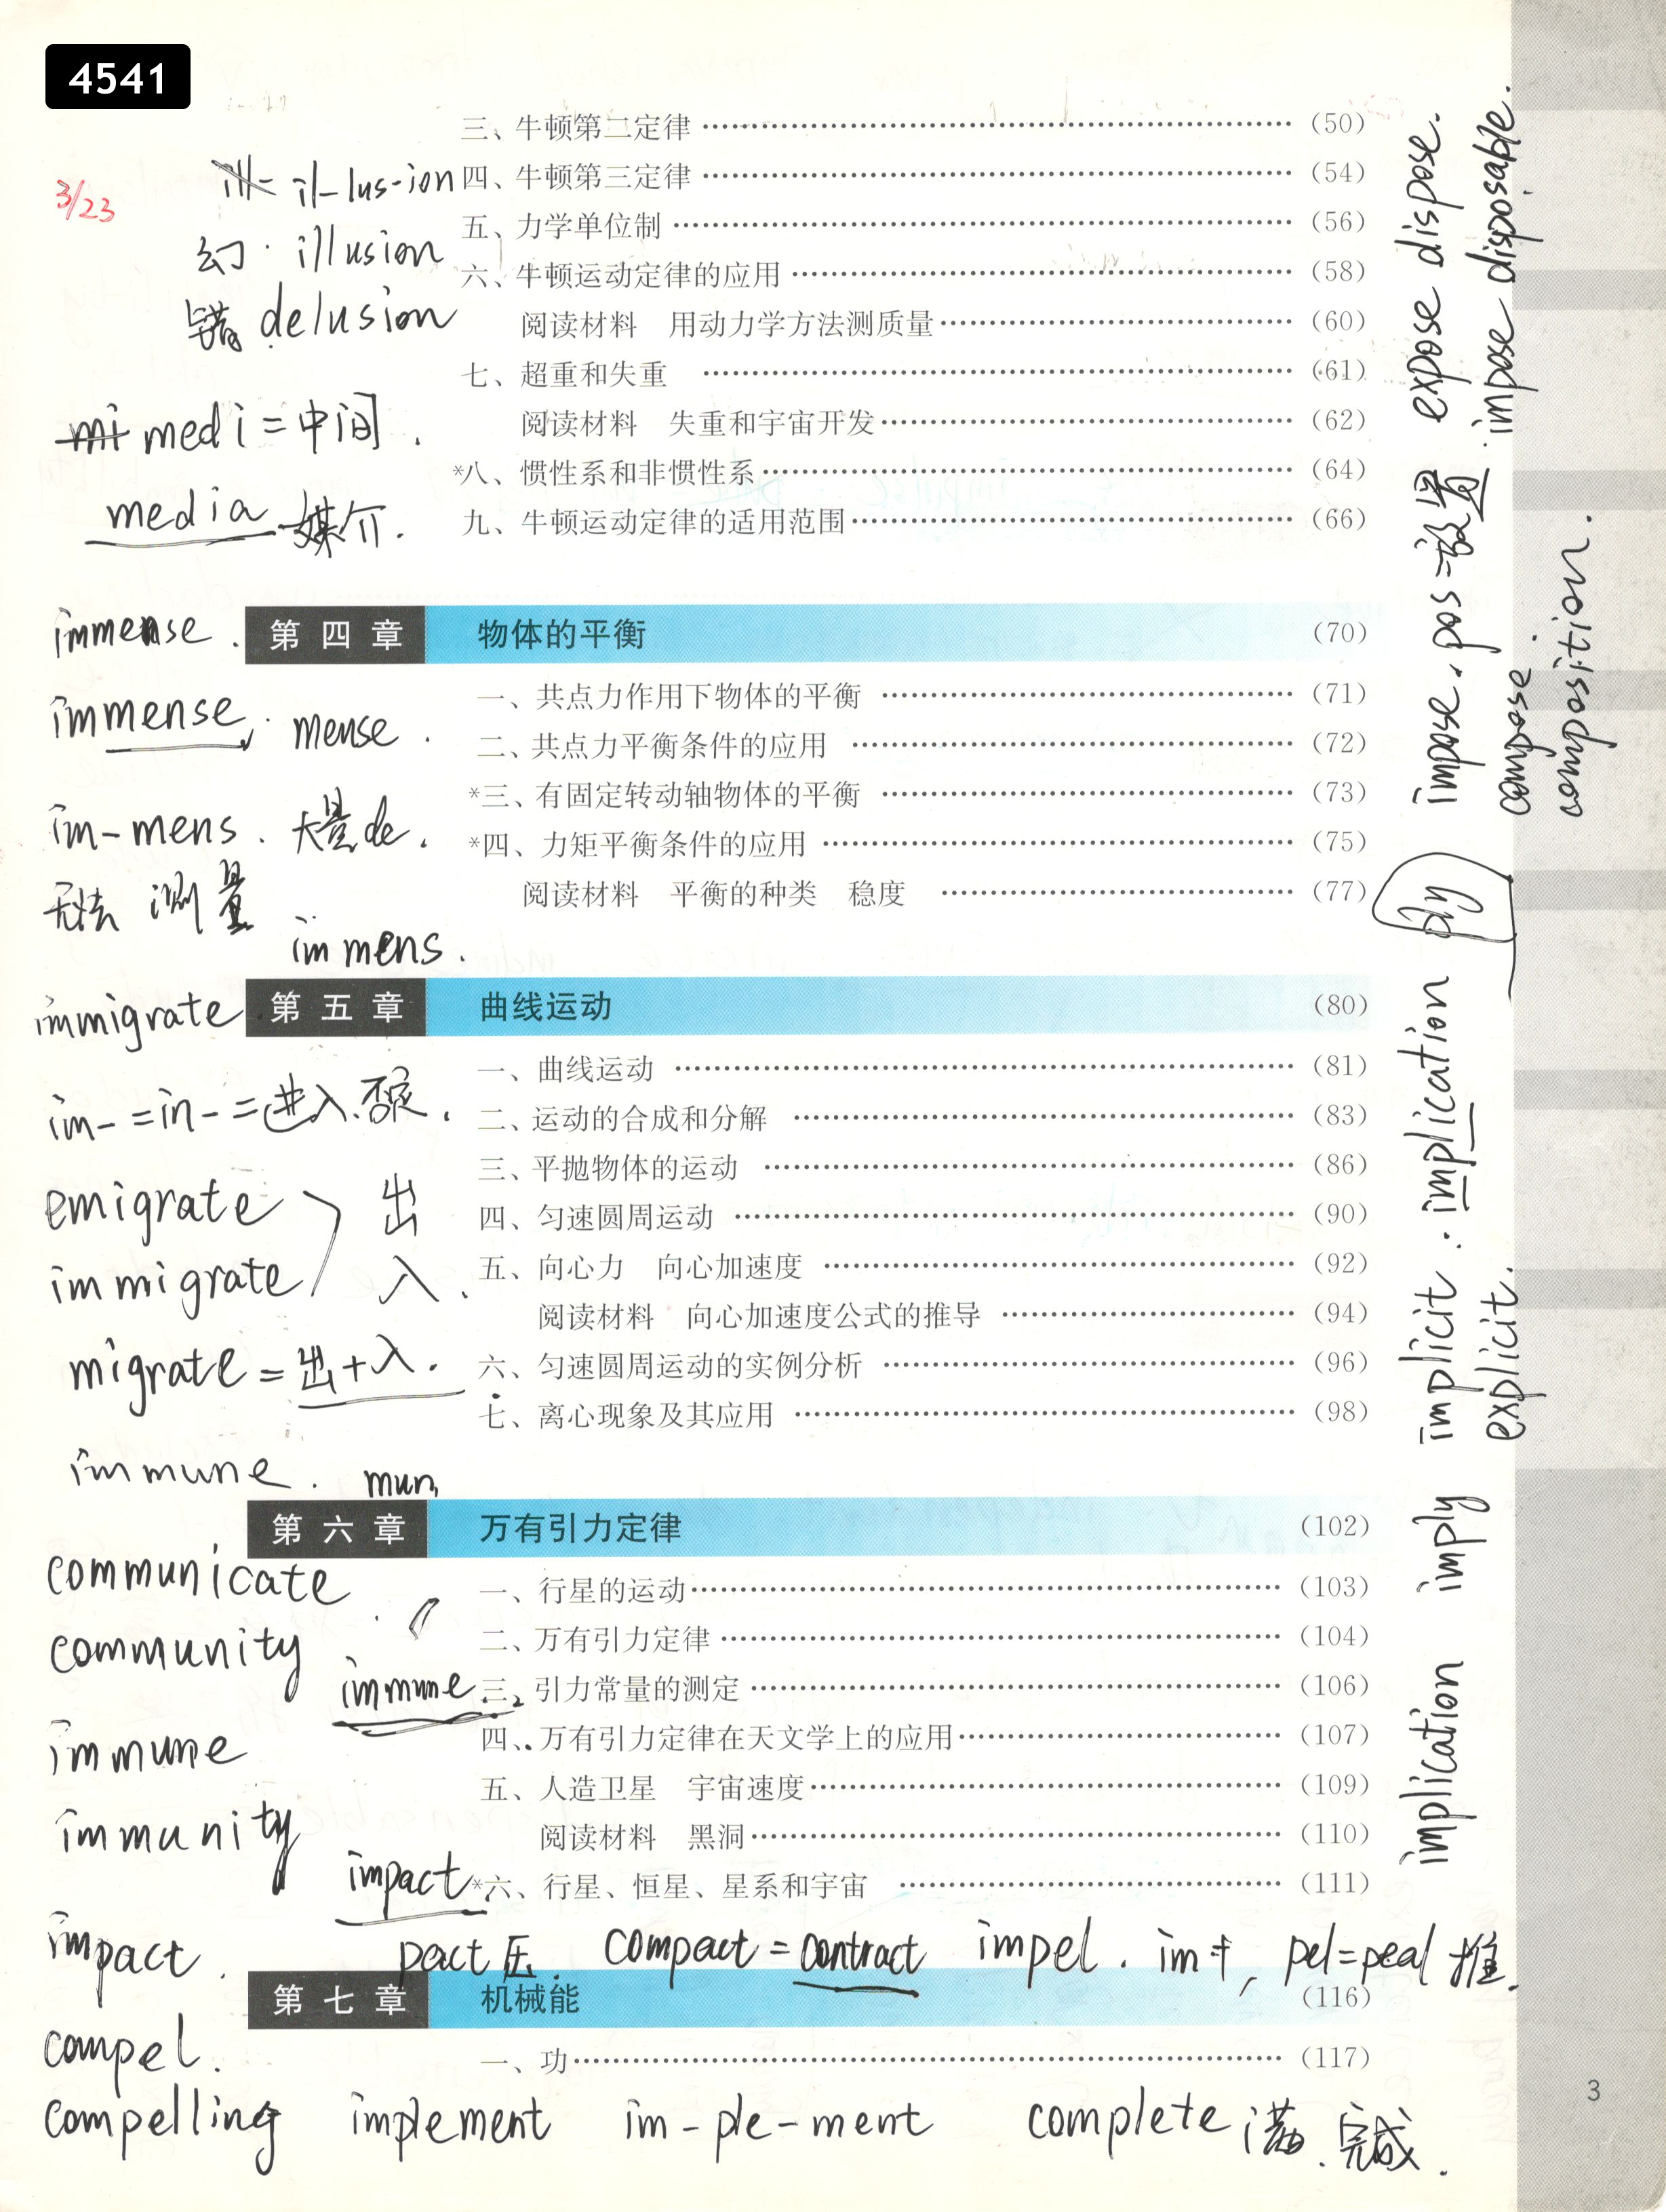 4541
三、牛顿第二定律 (50)
3/23
il-lus-ion
四、牛顿第三定律 (54)
幻 illusion
五、力学单位制 (56)
六、牛顿运动定律的应用 (58)
错 delusion
阅读材料 用动力学方法测质量 (60)
七、超重和失重 (61)
medi = 中间.
阅读材料 失重和宇宙开发 (62)
*八、惯性系和非惯性系 (64)
media 媒介.
九、牛顿运动定律的适用范围 (66)
immense.
第四章 物体的平衡 (70)
一、共点力作用下物体的平衡 (71)
immense. mense.
二、共点力平衡条件的应用 (72)
*三、有固定转动轴物体的平衡 (73)
im-mens. 大量de.
*四、力矩平衡条件的应用 (75)
阅读材料 平衡的种类 稳度 (77)
无法 测量
immens.
immigrate
第五章 曲线运动 (80)
一、曲线运动 (81)
im- = in- = 进入.否定.
二、运动的合成和分解 (83)
三、平抛物体的运动 (86)
emigrate 出
四、匀速圆周运动 (90)
immigrate 入.
五、向心力 向心加速度 (92)
阅读材料 向心加速度公式的推导 (94)
migrate = 出+入.
六、匀速圆周运动的实例分析 (96)
七、离心现象及其应用 (98)
immune. mun
第六章 万有引力定律 (102)
communicate
一、行星的运动 (103)
community
二、万有引力定律 (104)
immune
三、引力常量的测定 (106)
immune
四、万有引力定律在天文学上的应用 (107)
五、人造卫星 宇宙速度 (109)
immunity
阅读材料 黑洞 (110)
impact
*六、行星、恒星、星系和宇宙 (111)
impact. pact 压. compact = contract impel. im+, pel=peal 推.
第七章 机械能 (116)
compel.
一、功 (117)
compelling implement im-ple-ment complete 满.完成.
implication imply implicit: implication ply impose. pos=放置 expose dispose.
explicit. compose impose disposable.
composition.
3